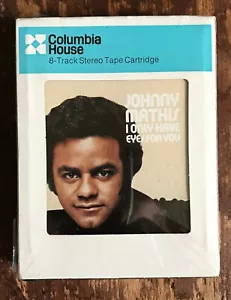 Columbia
House
8-Track Stereo Tape Cartridge
JOHNNY
MATHIS
I ONLY HAVE
EYES FOR YOU